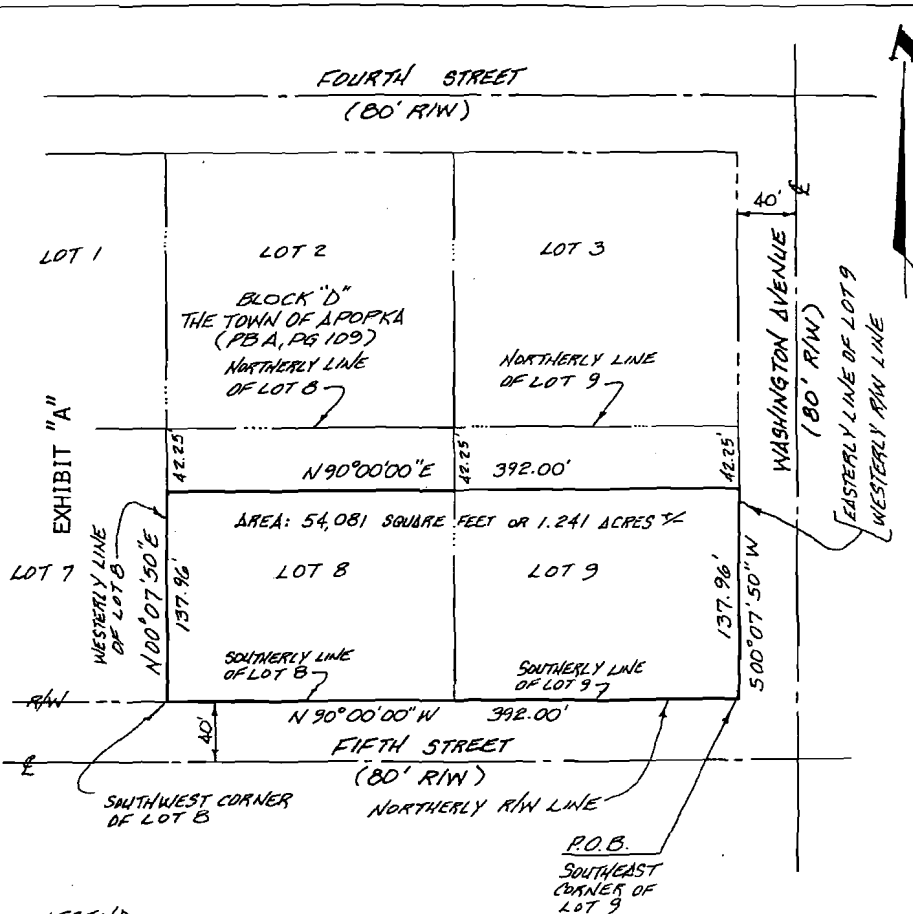 FOURTH STREET
(80' R/W)
40'
℄
LOT 1
LOT 2
LOT 3
BLOCK "D"
THE TOWN OF APOPKA
(PB A, PG 109)
NORTHERLY LINE
OF LOT 8
NORTHERLY LINE
OF LOT 9
WASHINGTON AVENUE
(80' R/W)
EASTERLY LINE OF LOT 9
WESTERLY R/W LINE
EXHIBIT "A"
42.25'
42.25'
42.25'
N 90°00'00" E 392.00'
AREA: 54,081 SQUARE FEET OR 1.241 ACRES ±
LOT 7
LOT 8
LOT 9
WESTERLY LINE
OF LOT 8
N 00°07'50" E
137.96'
137.96'
S 00°07'50" W
SOUTHERLY LINE
OF LOT 8
SOUTHERLY LINE
OF LOT 9
R/W
N 90°00'00" W 392.00'
40'
FIFTH STREET
(80' R/W)
℄
SOUTHWEST CORNER
OF LOT 8
NORTHERLY R/W LINE
P.O.B.
SOUTHEAST
CORNER OF
LOT 9